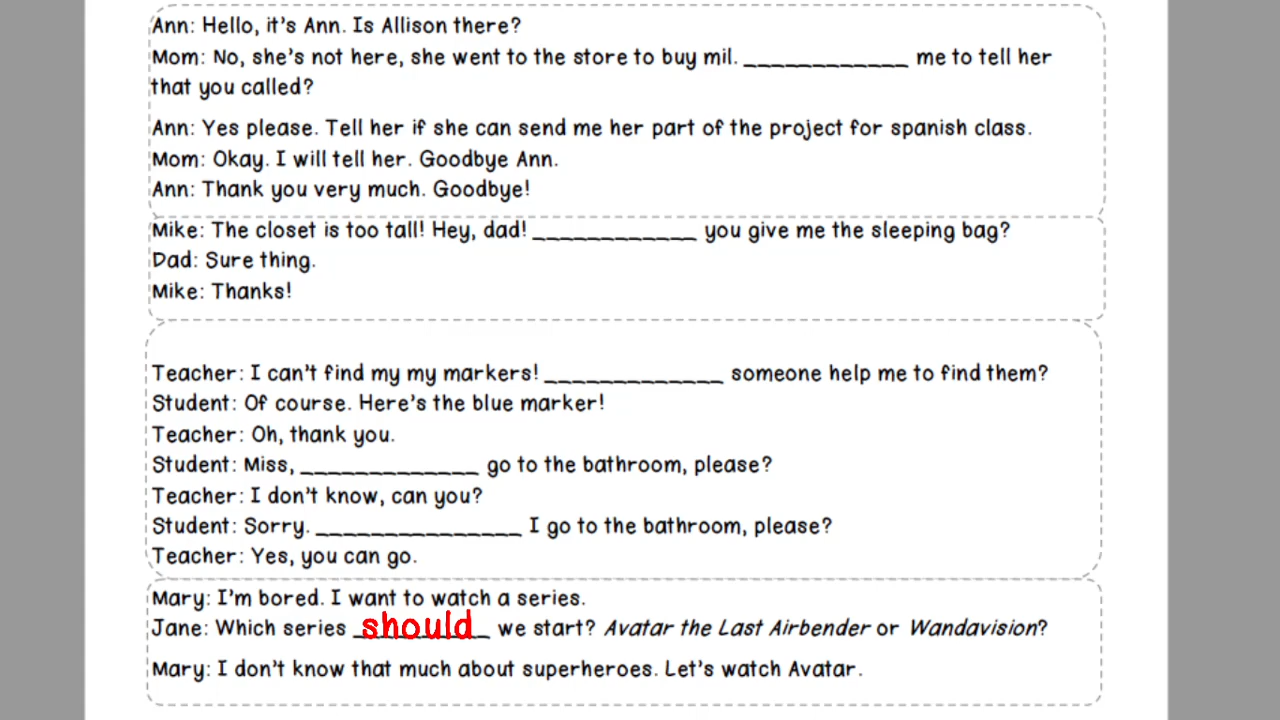 Ann: Hello, it's Ann. Is Allison there?
Mom: No, she's not here, she went to the store to buy mil. ____________ me to tell her
that you called?
Ann: Yes please. Tell her if she can send me her part of the project for spanish class.
Mom: Okay. I will tell her. Goodbye Ann.
Ann: Thank you very much. Goodbye!
Mike: The closet is too tall! Hey, dad! ____________ you give me the sleeping bag?
Dad: Sure thing.
Mike: Thanks!
Teacher: I can't find my my markers! _____________ someone help me to find them?
Student: Of course. Here's the blue marker!
Teacher: Oh, thank you.
Student: Miss, _____________ go to the bathroom, please?
Teacher: I don't know, can you?
Student: Sorry. _______________ I go to the bathroom, please?
Teacher: Yes, you can go.
Mary: I'm bored. I want to watch a series.
Jane: Which series should we start? Avatar the Last Airbender or Wandavision?
Mary: I don't know that much about superheroes. Let's watch Avatar.